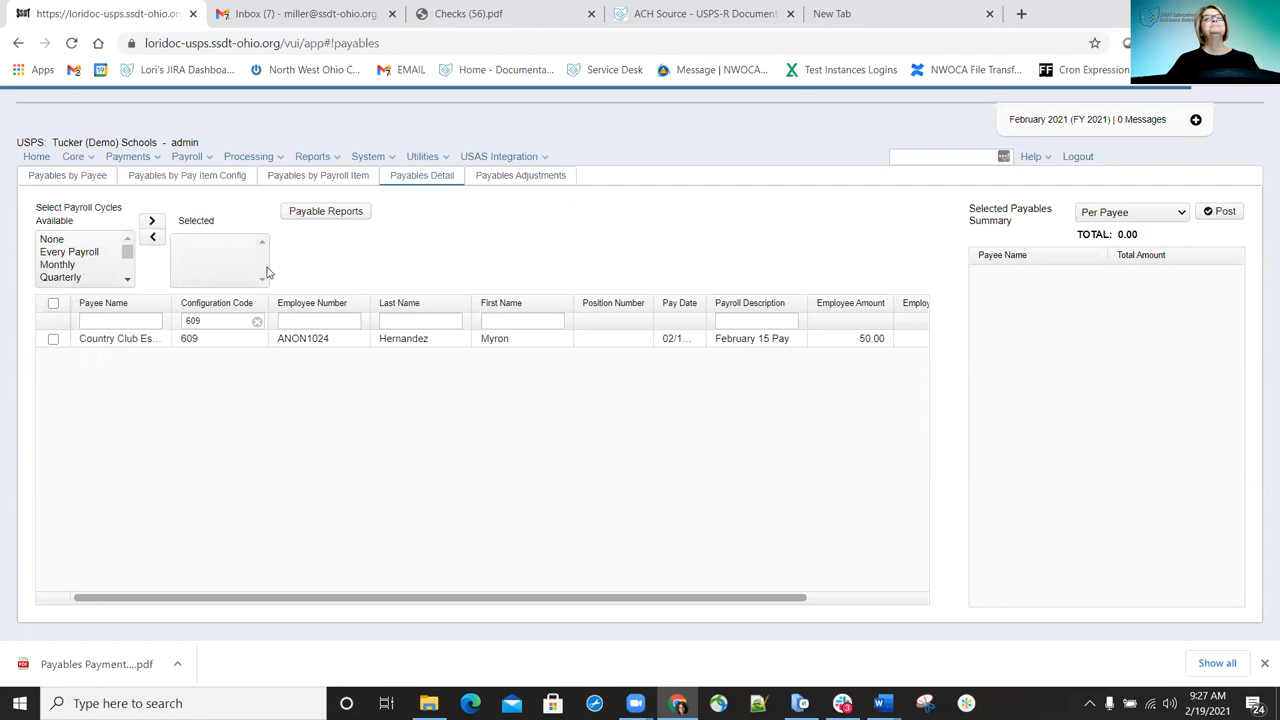 https://loridoc-usps.ssdt-ohio.org
Inbox (7) - miller@ssdt-ohio.org
Checks (56).pdf
ACH Source - USPS-R Document
New Tab
loridoc-usps.ssdt-ohio.org/vui/app#!payables
Apps
Lori's JIRA Dashboa...
North West Ohio C...
EMAIL
Home - Documenta...
Service Desk
Message | NWOCA...
Test Instances Logins
NWOCA File Transf...
Cron Expression
February 2021 (FY 2021) | 0 Messages
USPS: Tucker (Demo) Schools - admin
Home Core Payments Payroll Processing Reports System Utilities USAS Integration Help Logout
Payables by Payee Payables by Pay Item Config Payables by Payroll Item Payables Detail Payables Adjustments
Select Payroll Cycles
Available
Selected
Payable Reports
None
Every Payroll
Monthly
Quarterly
Selected Payables Summary
Per Payee
Post
TOTAL: 0.00
Payee Name Total Amount
Payee Name Configuration Code Employee Number Last Name First Name Position Number Pay Date Payroll Description Employee Amount Employ
609
Country Club Es... 609 ANON1024 Hernandez Myron 02/1... February 15 Pay 50.00
Payables Payment....pdf
Show all
Type here to search
9:27 AM
2/19/2021
24